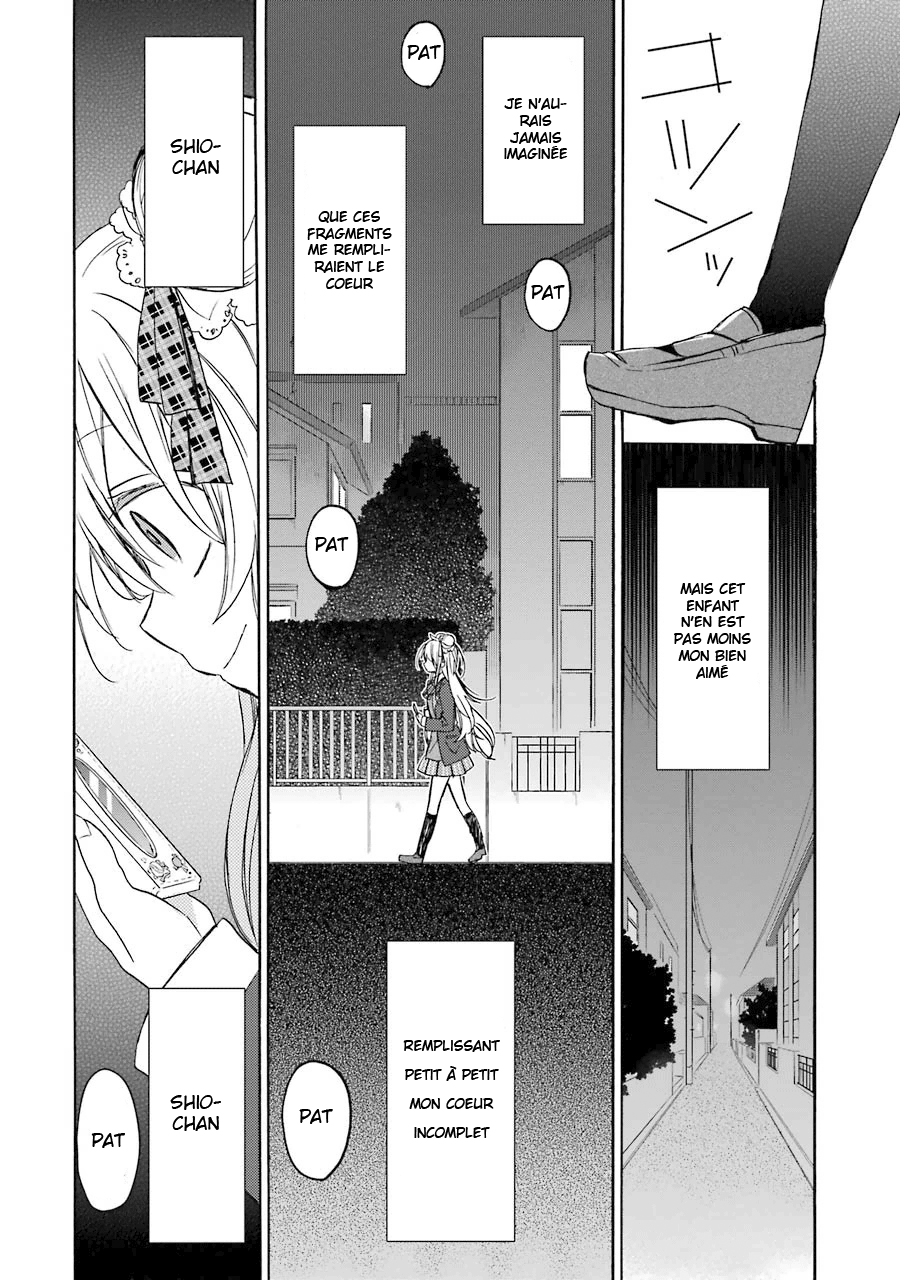 MAIS CET
ENFANT
N'EN EST
PAS MOINS
MON BIEN
AIMÉ
PAT
JE N'AU-
RAIS
JAMAIS
IMAGINÉE
QUE CES
FRAGMENTS
ME REMPLI-
RAIENT LE
COEUR
PAT
PAT
REMPLISSANT
PETIT À PETIT
MON COEUR
INCOMPLET
PAT
SHIO-
CHAN
SHIO-
CHAN
PAT